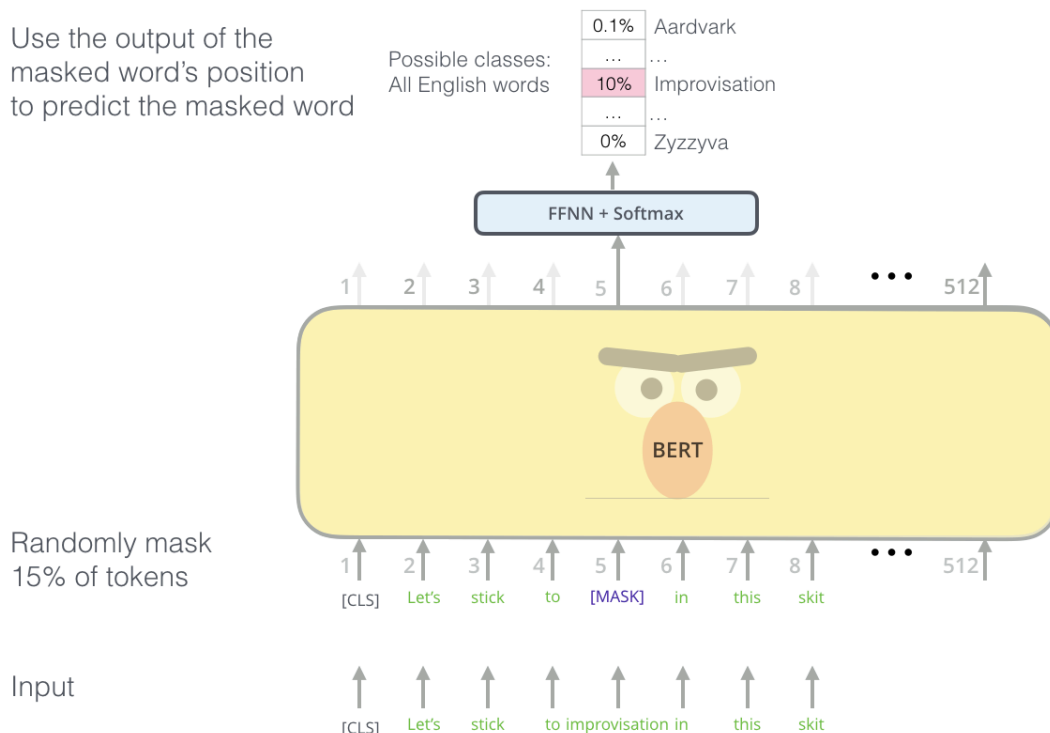 Use the output of the
masked word's position
to predict the masked word
Possible classes:
All English words
0.1% Aardvark
... ...
10% Improvisation
... ...
0% Zyzzyva
FFNN + Softmax
1 2 3 4 5 6 7 8 ••• 512
BERT
Randomly mask
15% of tokens
1 2 3 4 5 6 7 8 ••• 512
[CLS] Let's stick to [MASK] in this skit
Input
[CLS] Let's stick to improvisation in this skit